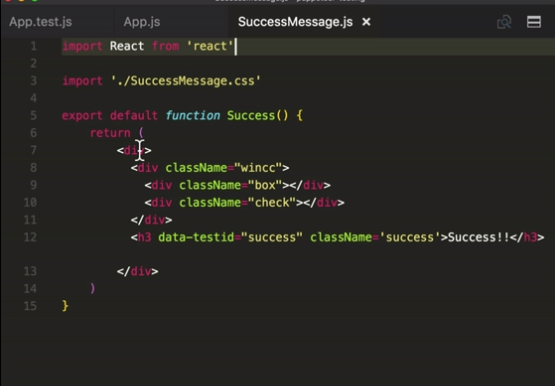 App.test.js App.js SuccessMessage.js ×
1 import React from 'react'
2
3 import './SuccessMessage.css'
4
5 export default function Success() {
6 return (
7 <div>
8 <div className="wincc">
9 <div className="box"></div>
10 <div className="check"></div>
11 </div>
12 <h3 data-testid="success" className='success'>Success!!</h3>
13 </div>
14 )
15 }